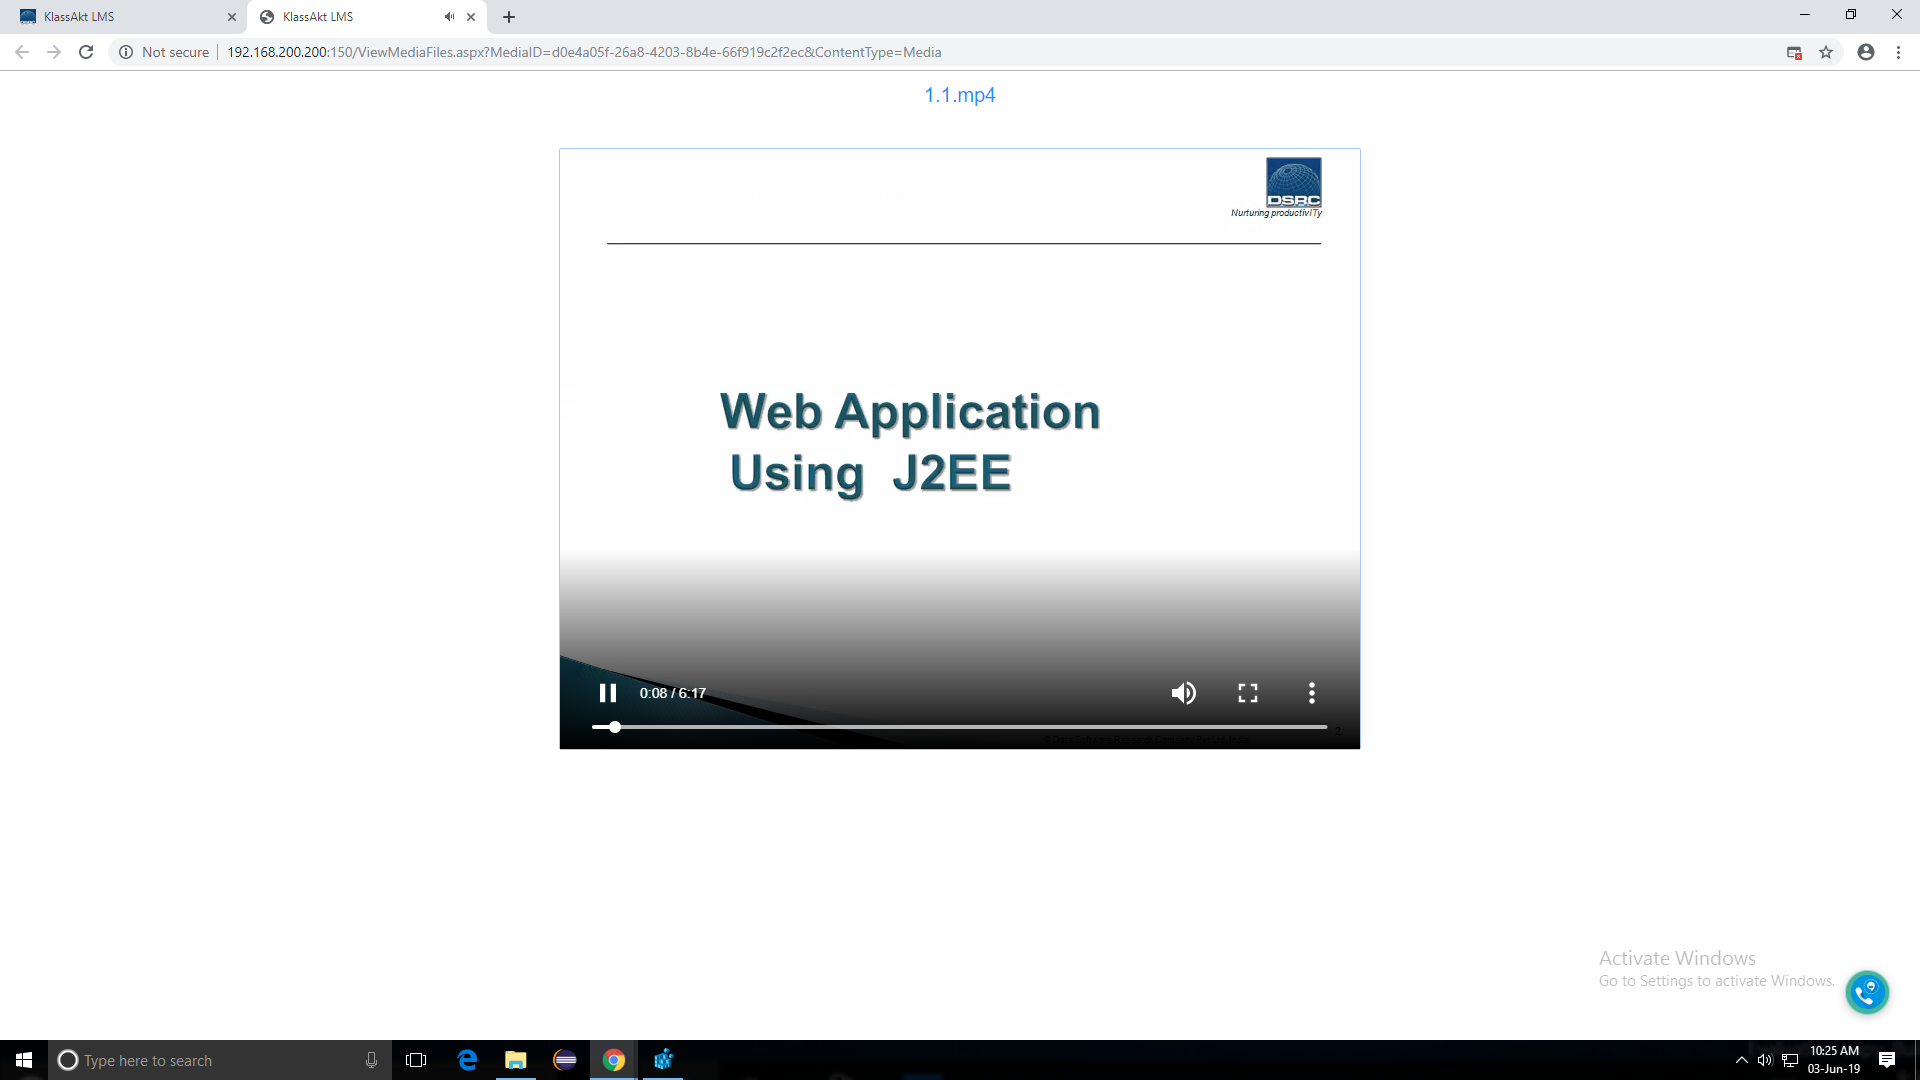 KlassAkt LMS
KlassAkt LMS
Not secure
192.168.200.200:150/ViewMediaFiles.aspx?MediaID=d0e4a05f-26a8-4203-8b4e-66f919c2f2ec&ContentType=Media
1.1.mp4
DSRC
Nurturing productivITy
Web Application
Using J2EE
0:08 / 6:17
2
Activate Windows
Go to Settings to activate Windows.
Type here to search
10:25 AM
03-Jun-19